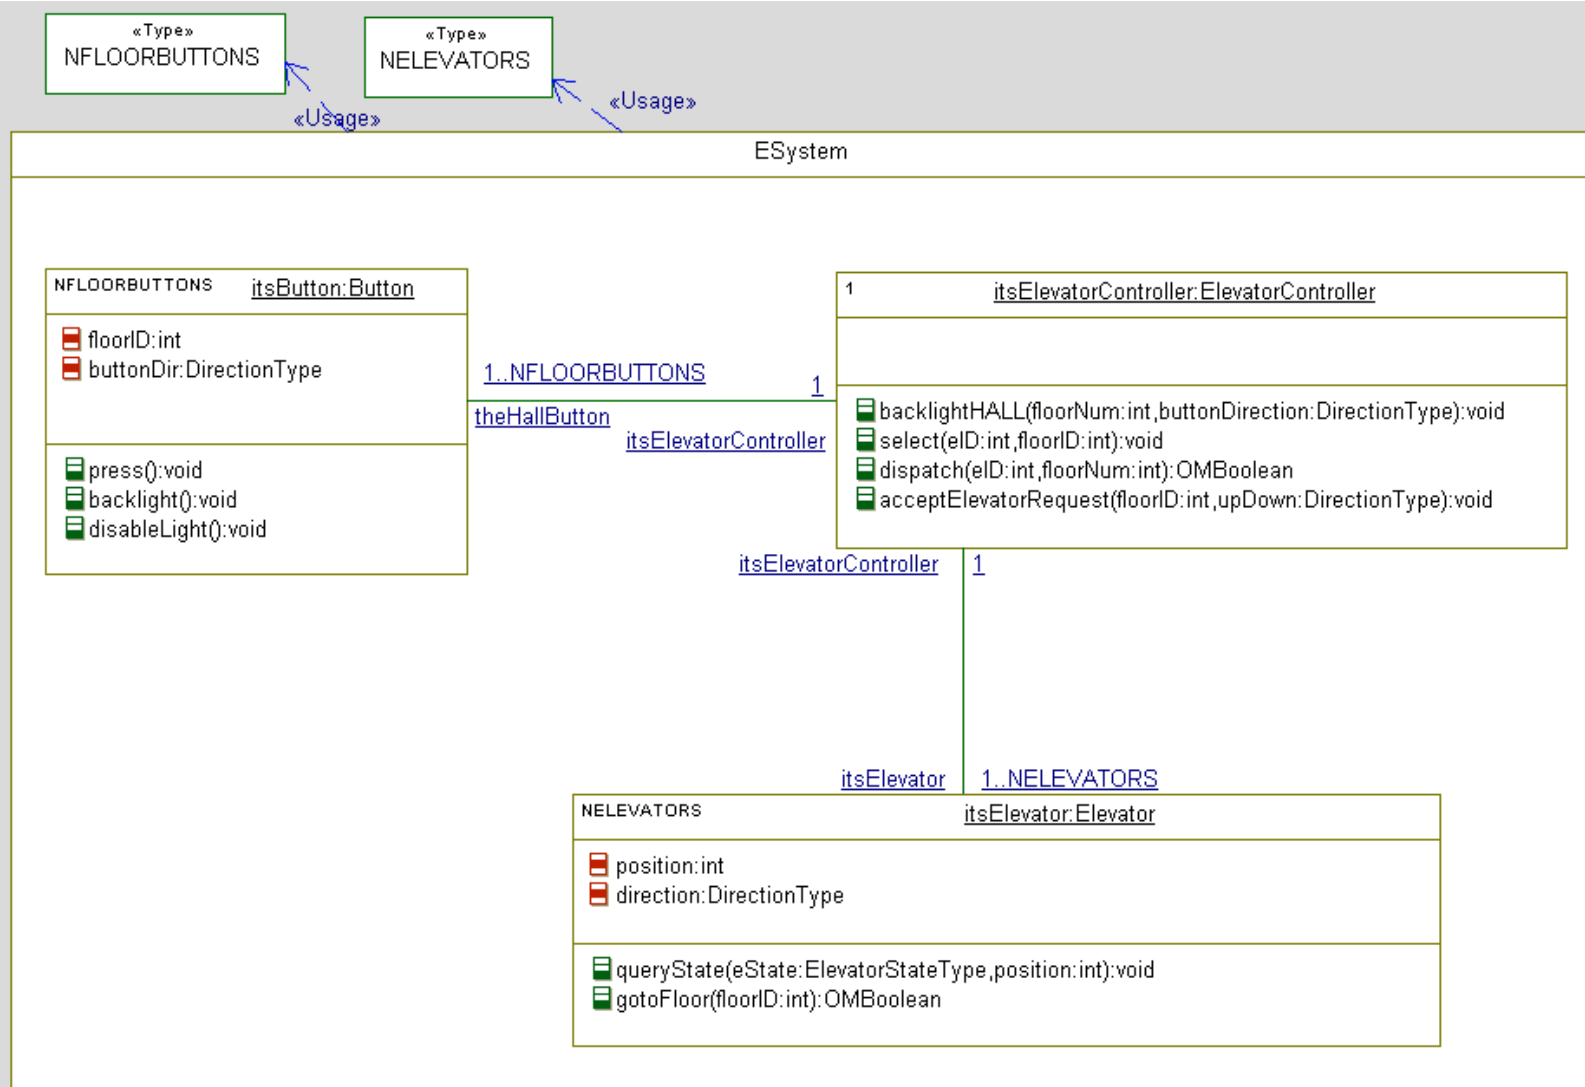 «Type»
NFLOORBUTTONS
«Type»
NELEVATORS
«Usage»
«Usage»
ESystem
NFLOORBUTTONS itsButton:Button
floorID:int
buttonDir:DirectionType
press():void
backlight():void
disableLight():void
1..NFLOORBUTTONS
1
theHallButton
itsElevatorController
1 itsElevatorController:ElevatorController
backlightHALL(floorNum:int,buttonDirection:DirectionType):void
select(eID:int,floorID:int):void
dispatch(eID:int,floorNum:int):OMBoolean
acceptElevatorRequest(floorID:int,upDown:DirectionType):void
itsElevatorController 1
itsElevator 1..NELEVATORS
NELEVATORS itsElevator:Elevator
position:int
direction:DirectionType
queryState(eState:ElevatorStateType,position:int):void
gotoFloor(floorID:int):OMBoolean